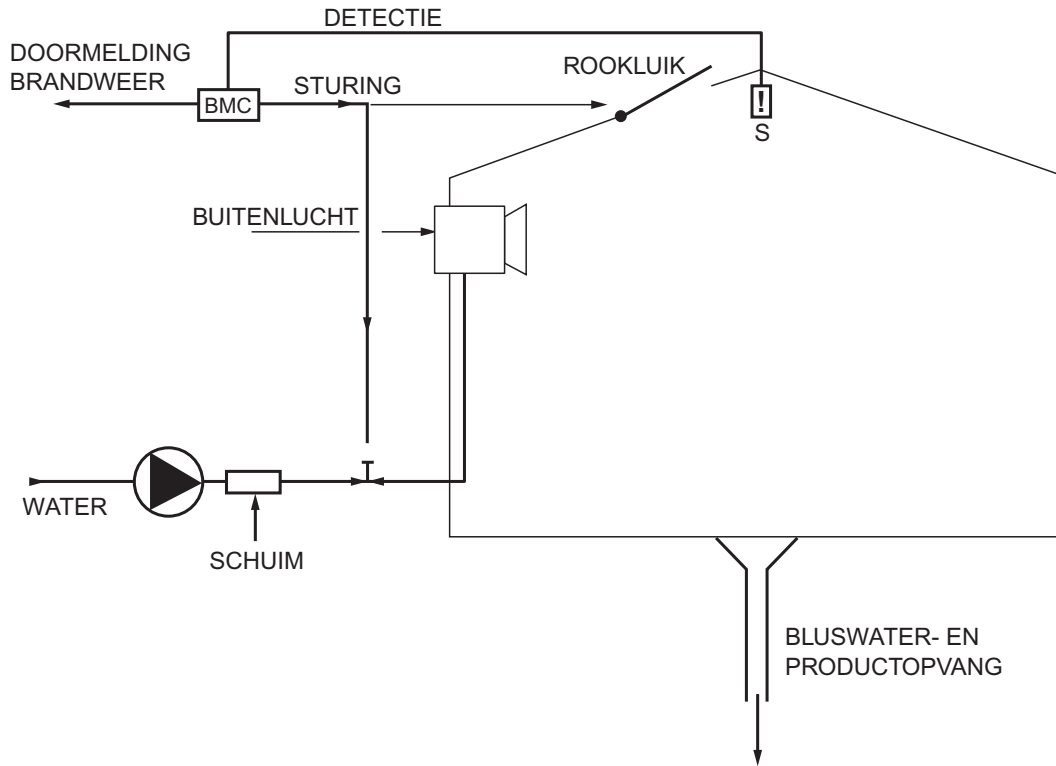 DETECTIE
DOORMELDING
BRANDWEER
ROOKLUIK
BMC
STURING
!
S
BUITENLUCHT
WATER
SCHUIM
BLUSWATER- EN
PRODUCTOPVANG